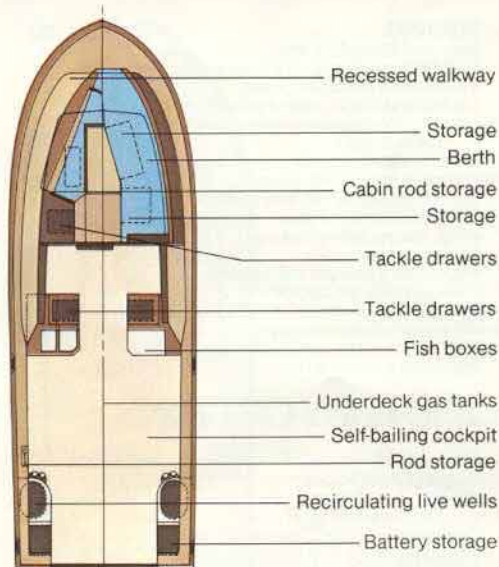 Recessed walkway
Storage
Berth
Cabin rod storage
Storage
Tackle drawers
Tackle drawers
Fish boxes
Underdeck gas tanks
Self-bailing cockpit
Rod storage
Recirculating live wells
Battery storage